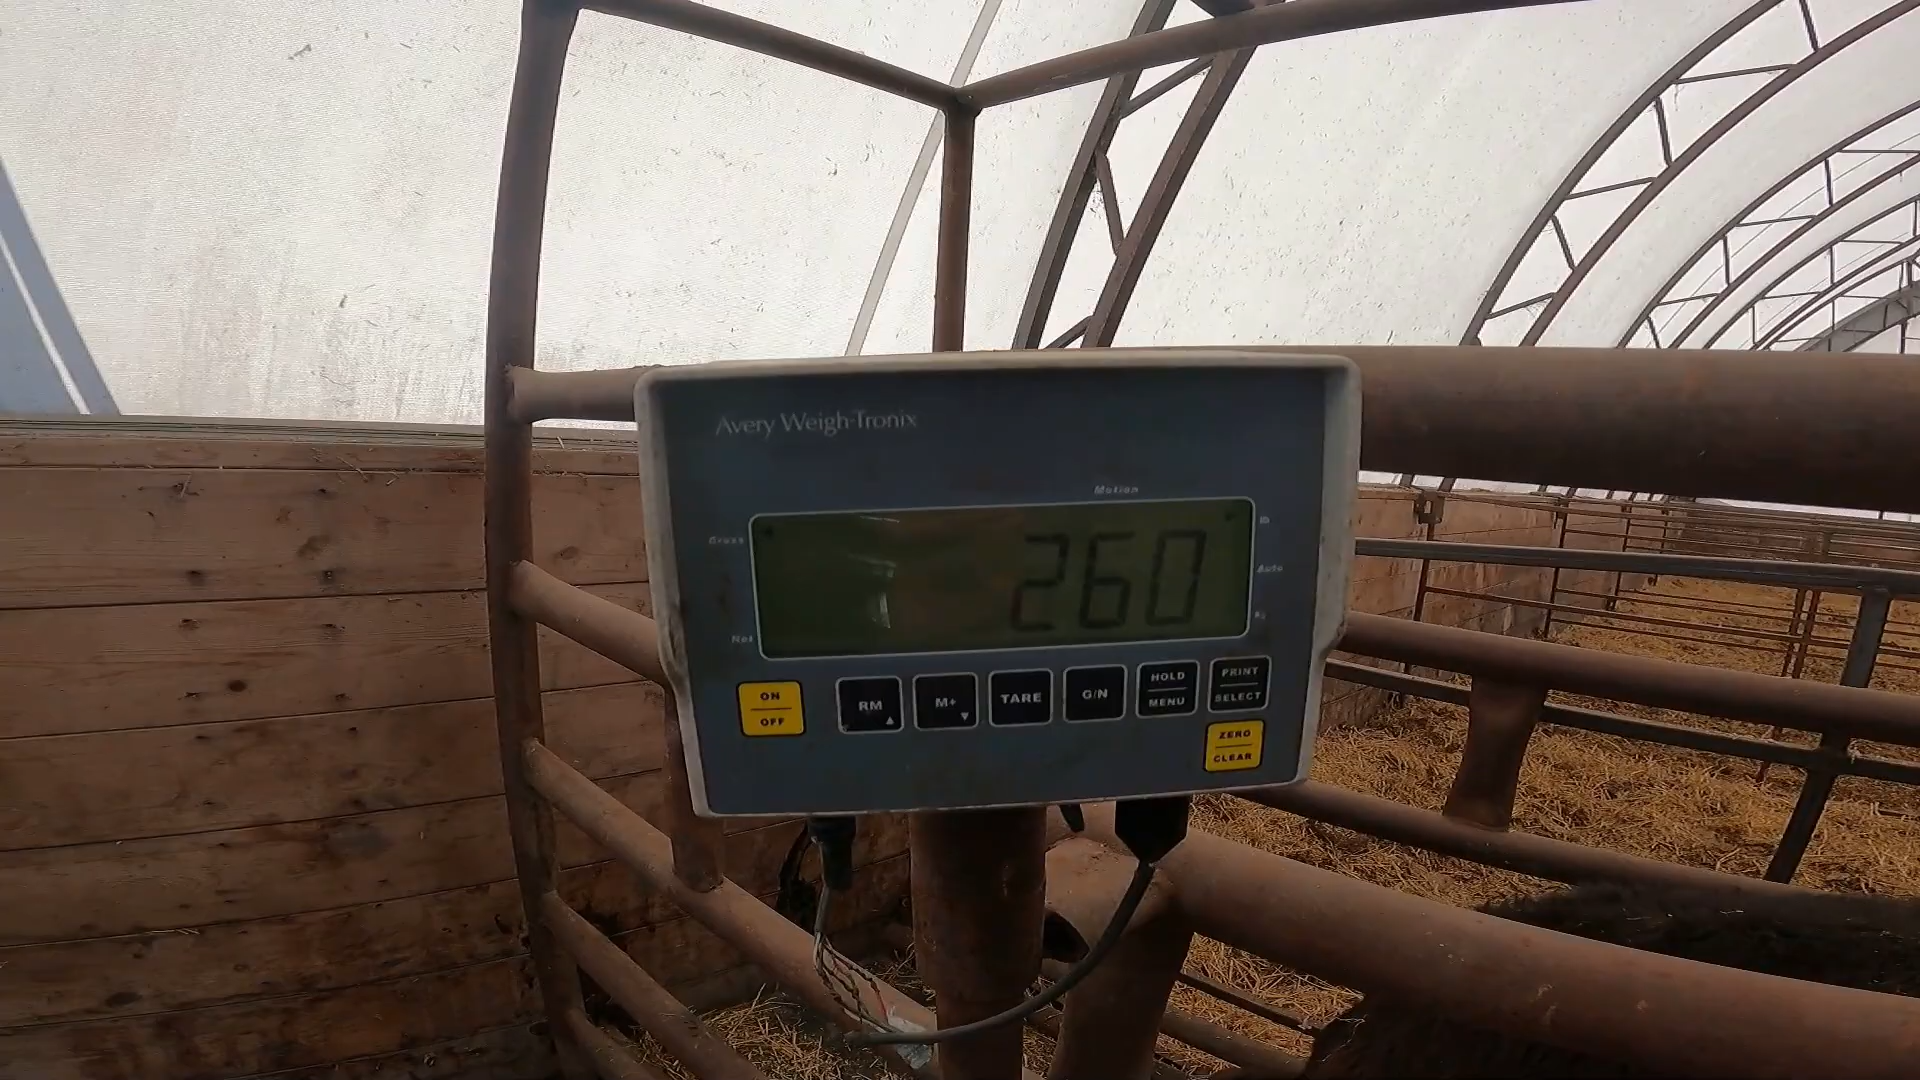 Avery Weigh-Tronix
Motion
Gross
lb
260
Auto
Net
ON
OFF
RM
M+
TARE
G/N
HOLD
MENU
PRINT
SELECT
ZERO
CLEAR